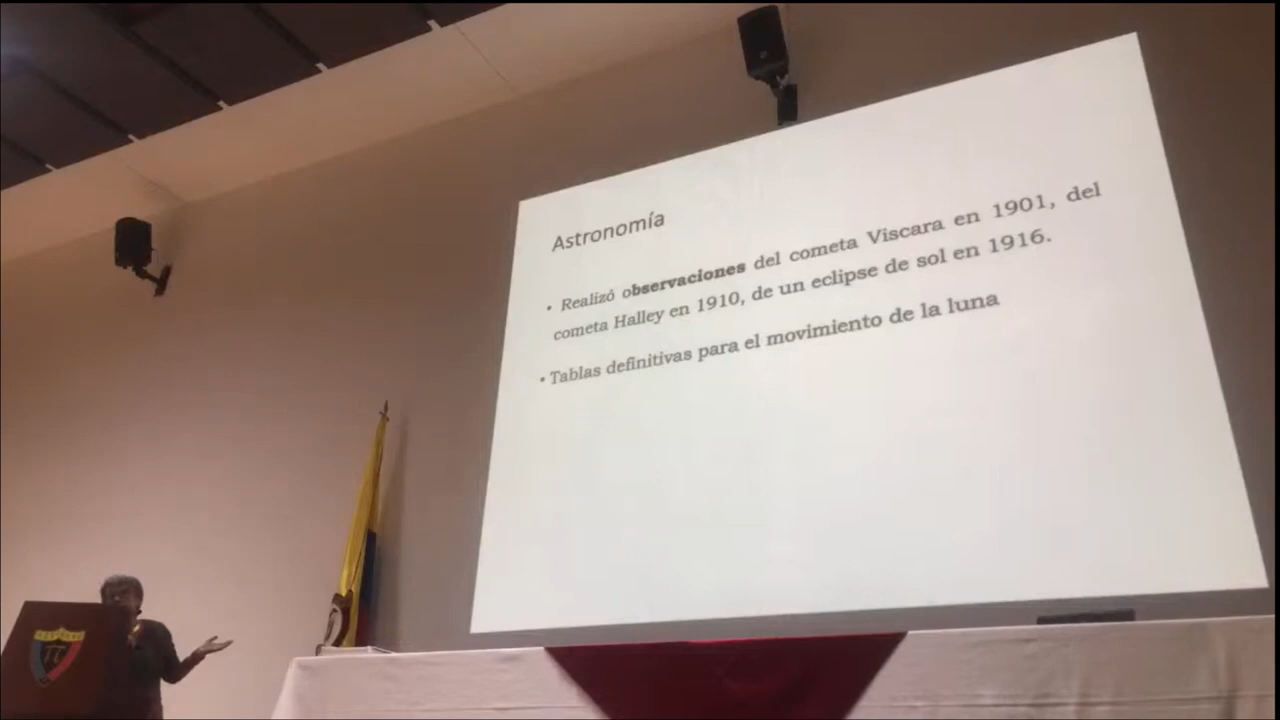 Astronomía
• Realizó observaciones del cometa Viscara en 1901, del
cometa Halley en 1910, de un eclipse de sol en 1916.
• Tablas definitivas para el movimiento de la luna
π